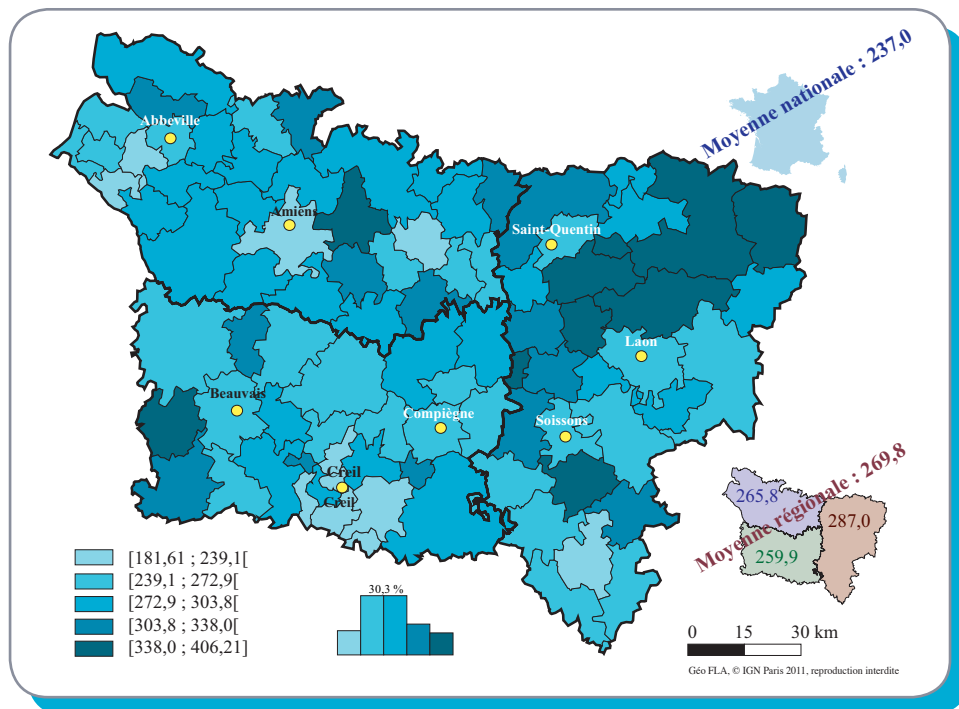 Moyenne nationale : 237,0
Abbeville
Amiens
Saint-Quentin
Laon
Beauvais
Compiègne
Soissons
Creil
Creil
Moyenne régionale : 269,8
265,8
287,0
259,9
[181,61 ; 239,1[
[239,1 ; 272,9[
[272,9 ; 303,8[
[303,8 ; 338,0[
[338,0 ; 406,21]
30,3 %
0 15 30 km
Géo FLA, © IGN Paris 2011, reproduction interdite